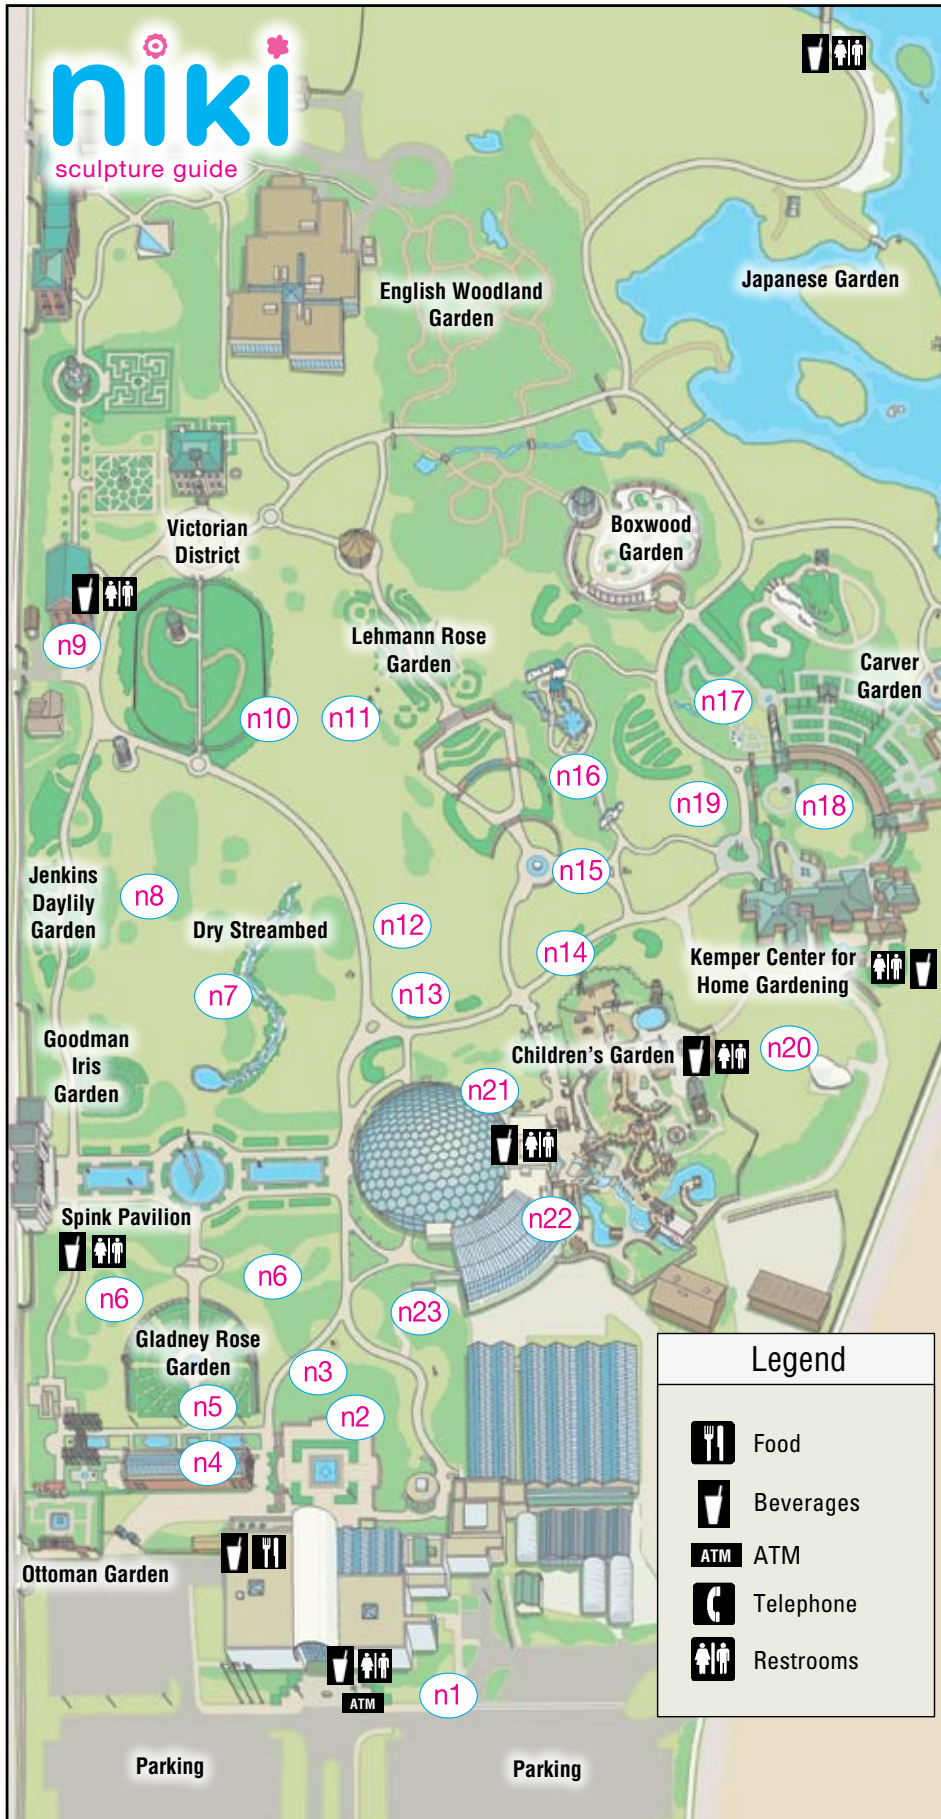 niki
sculpture guide
Japanese Garden
English Woodland
Garden
Victorian
District
Boxwood
Garden
n9
Lehmann Rose
Garden
Carver
Garden
n10
n11
n17
n16
n19
n18
n15
Jenkins
Daylily
Garden
n8
Dry Streambed
n12
n14
Kemper Center for
Home Gardening
n7
n13
Goodman
Iris
Garden
Children's Garden
n20
n21
Spink Pavilion
n22
n6
n6
n23
Gladney Rose
Garden
n3
n5
n2
n4
Ottoman Garden
ATM
n1
Parking
Parking
Legend
Food
Beverages
ATM ATM
Telephone
Restrooms